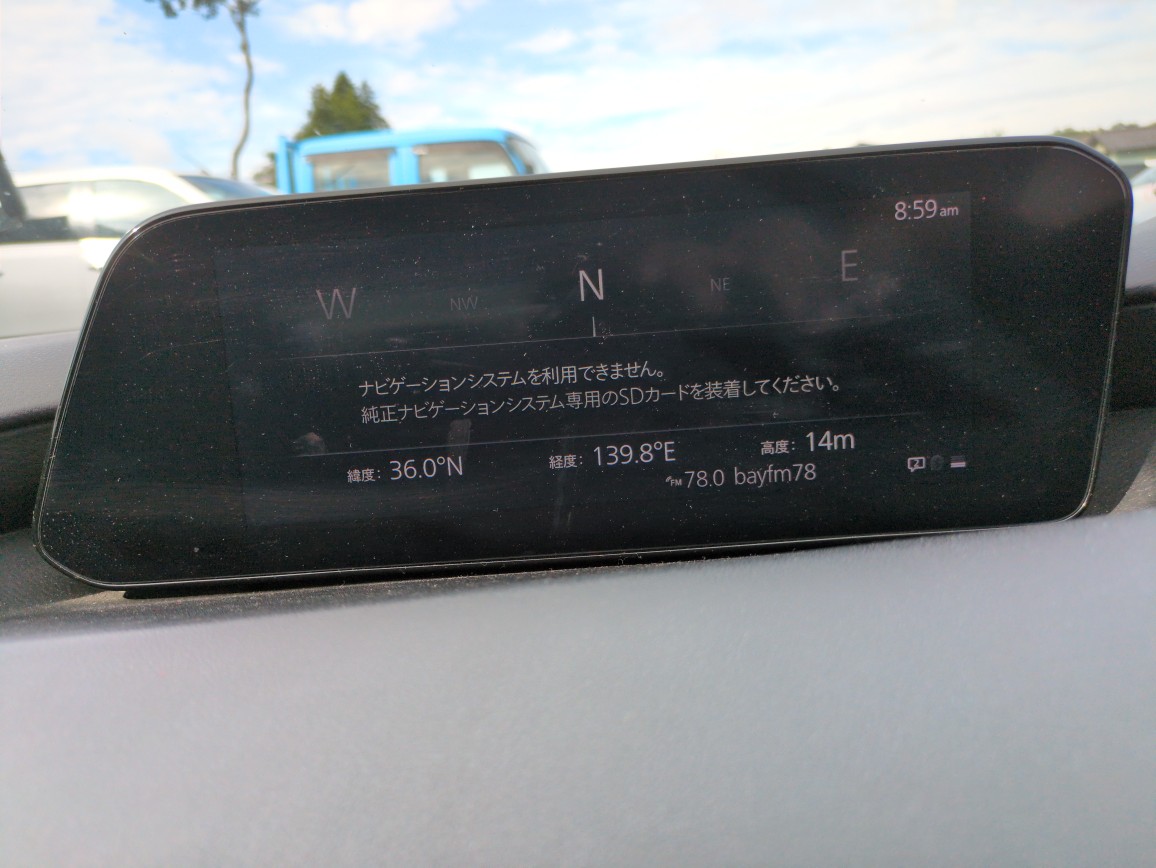 8:59am
W NW N NE E
ナビゲーションシステムを利用できません。
純正ナビゲーションシステム専用のSDカードを装着してください。
緯度: 36.0°N 経度: 139.8°E 高度: 14m
FM 78.0 bayfm78